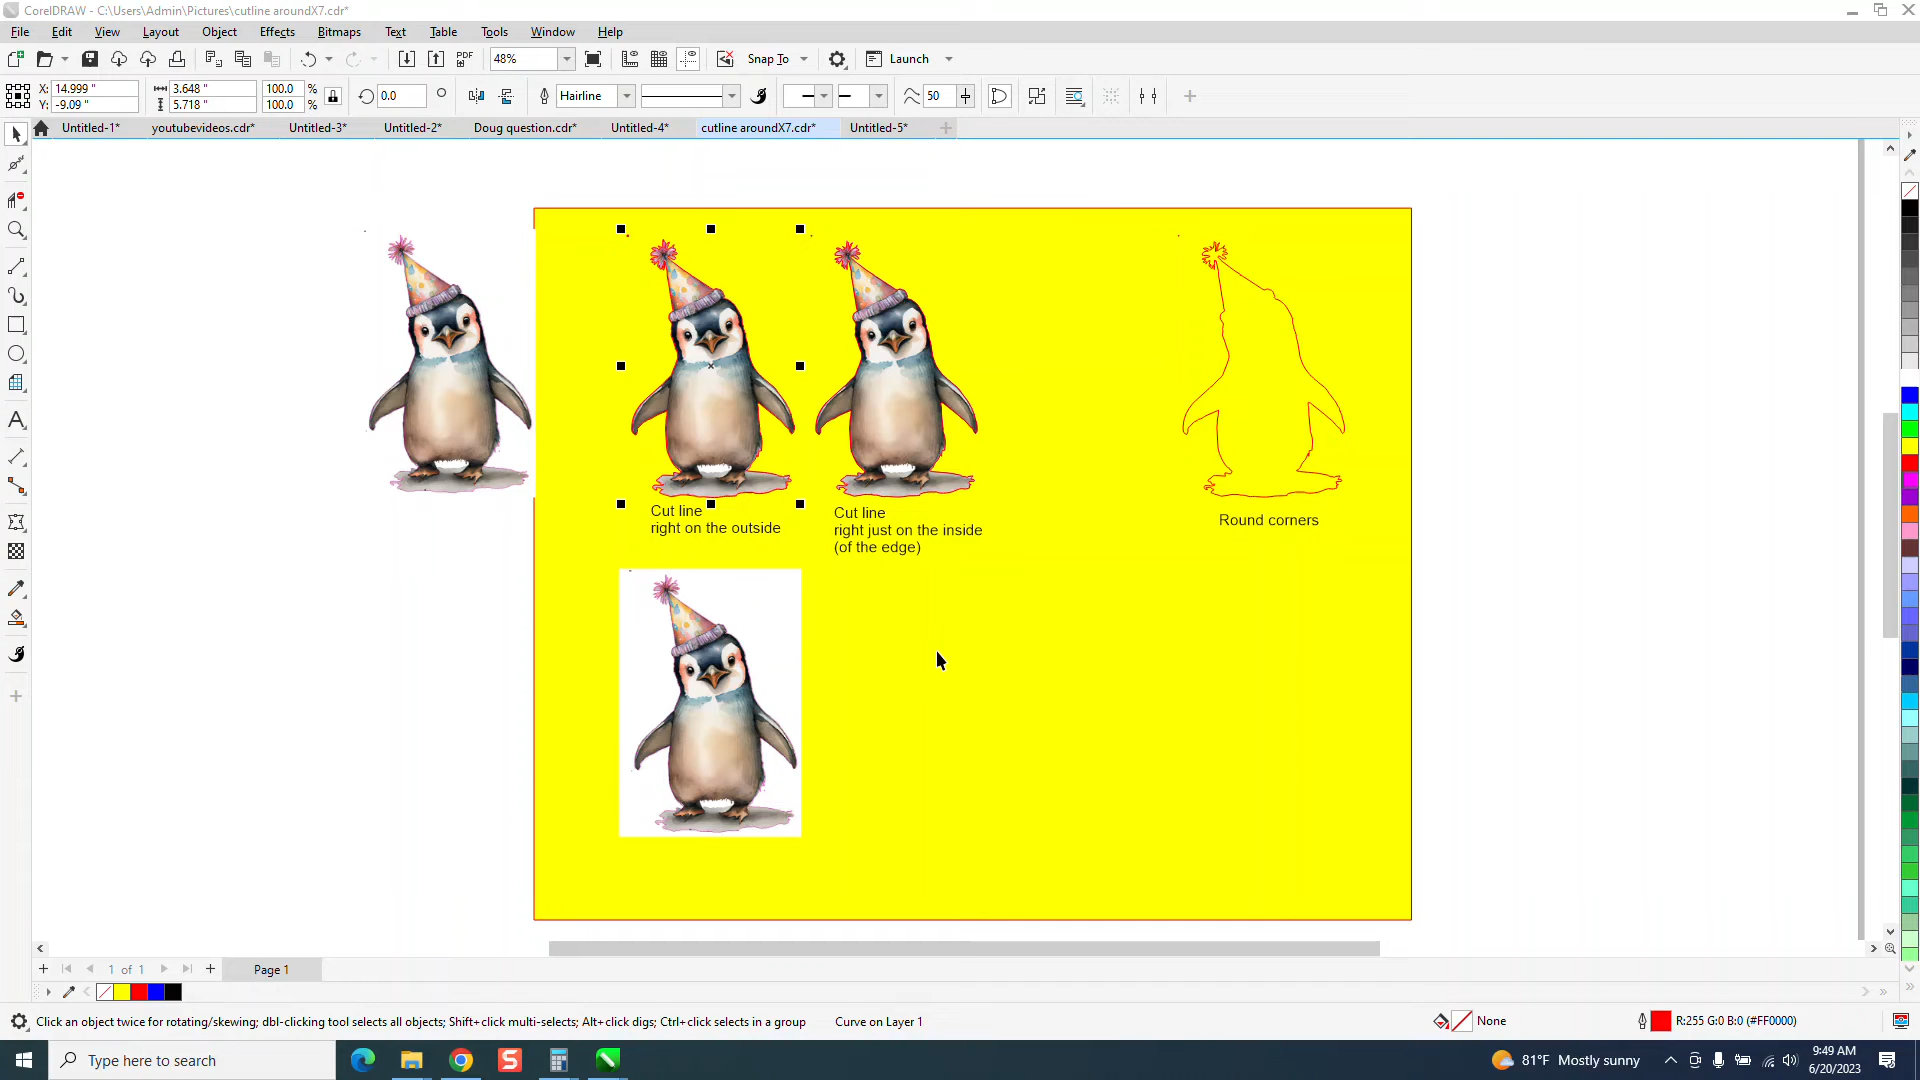 CorelDRAW - C:\Users\Admin\Pictures\cutline aroundX7.cdr*
File Edit View Layout Object Effects Bitmaps Text Table Tools Window Help
PDF 48% Snap To Launch
X: 14.999 " 3.648 " 100.0 %
Y: -9.09 " 5.718 " 100.0 %
0.0 Hairline 50
Untitled-1* youtubevideos.cdr* Untitled-3* Untitled-2* Doug question.cdr* Untitled-4* cutline aroundX7.cdr* Untitled-5*
Cut line
right on the outside
Cut line
right just on the inside
(of the edge)
Round corners
1 of 1 Page 1
Click an object twice for rotating/skewing; dbl-clicking tool selects all objects; Shift+click multi-selects; Alt+click digs; Ctrl+click selects in a group Curve on Layer 1 None R:255 G:0 B:0 (#FF0000)
Type here to search 81°F Mostly sunny 9:49 AM
6/20/2023